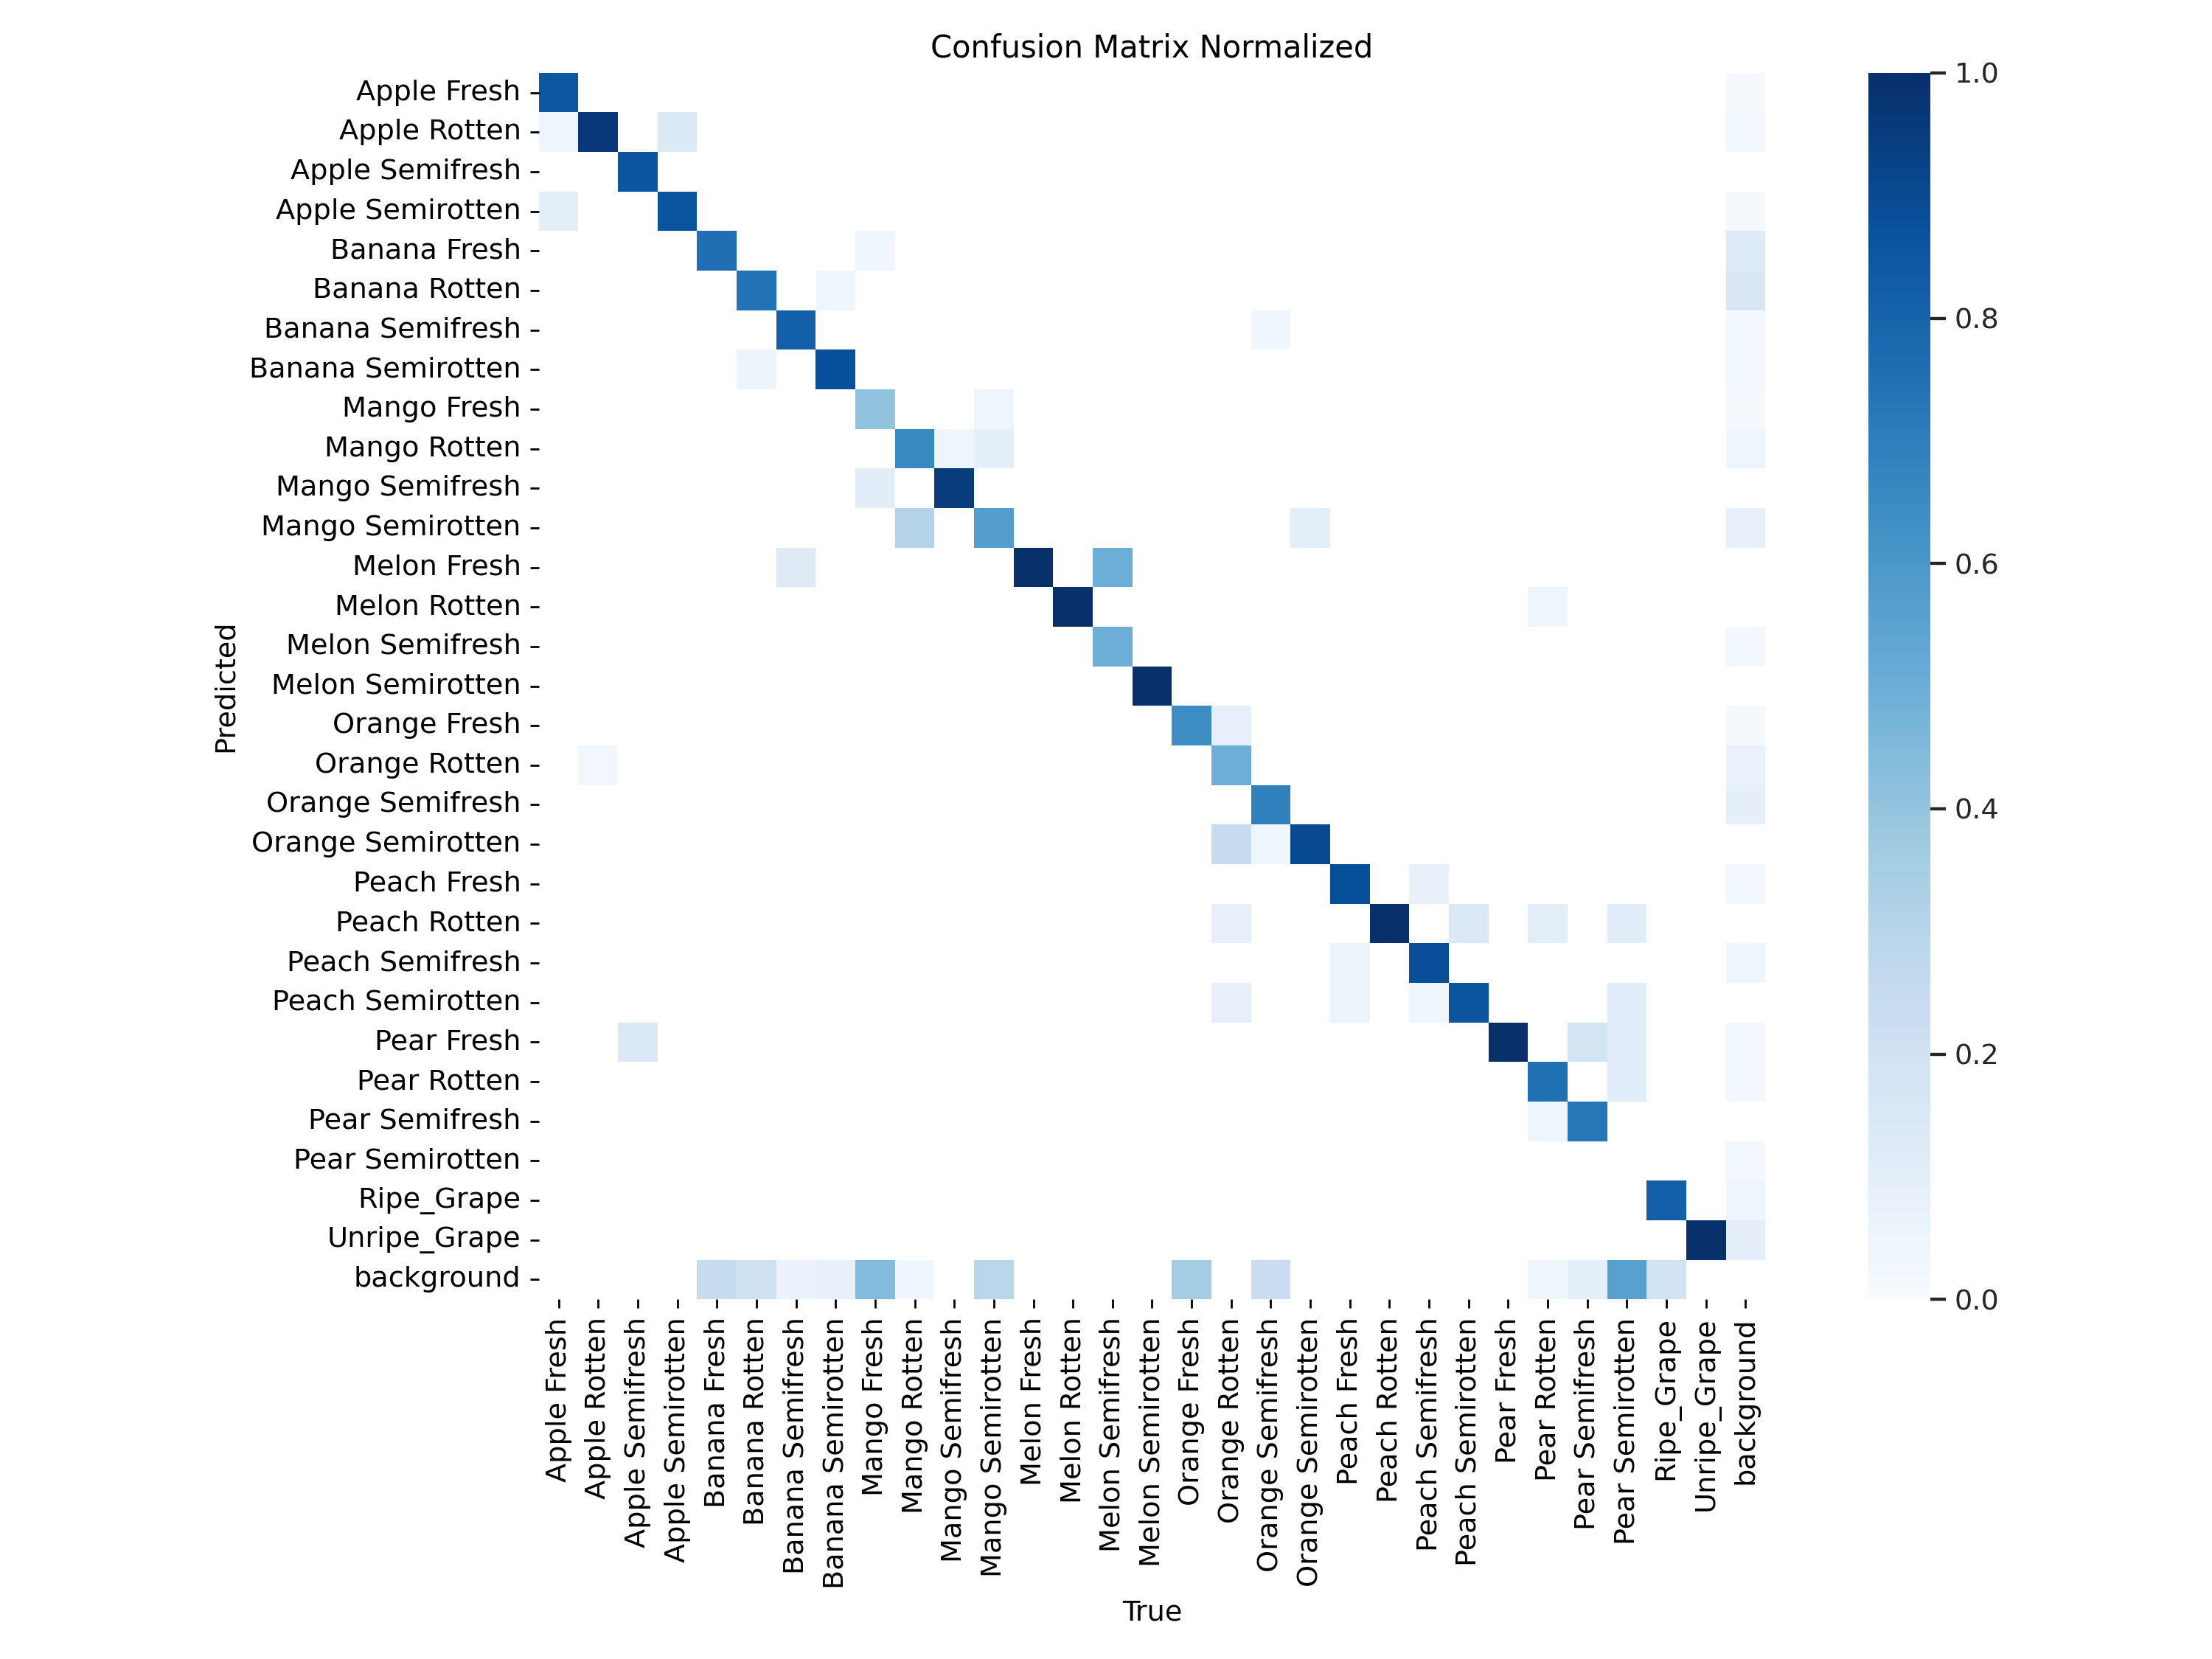 Confusion Matrix Normalized
Apple Fresh
Apple Rotten
Apple Semifresh
Apple Semirotten
Banana Fresh
Banana Rotten
Banana Semifresh
Banana Semirotten
Mango Fresh
Mango Rotten
Mango Semifresh
Mango Semirotten
Melon Fresh
Melon Rotten
Melon Semifresh
Melon Semirotten
Orange Fresh
Orange Rotten
Orange Semifresh
Orange Semirotten
Peach Fresh
Peach Rotten
Peach Semifresh
Peach Semirotten
Pear Fresh
Pear Rotten
Pear Semifresh
Pear Semirotten
Ripe_Grape
Unripe_Grape
background
Predicted
Apple Fresh
Apple Rotten
Apple Semifresh
Apple Semirotten
Banana Fresh
Banana Rotten
Banana Semifresh
Banana Semirotten
Mango Fresh
Mango Rotten
Mango Semifresh
Mango Semirotten
Melon Fresh
Melon Rotten
Melon Semifresh
Melon Semirotten
Orange Fresh
Orange Rotten
Orange Semifresh
Orange Semirotten
Peach Fresh
Peach Rotten
Peach Semifresh
Peach Semirotten
Pear Fresh
Pear Rotten
Pear Semifresh
Pear Semirotten
Ripe_Grape
Unripe_Grape
background
True
1.0
0.8
0.6
0.4
0.2
0.0